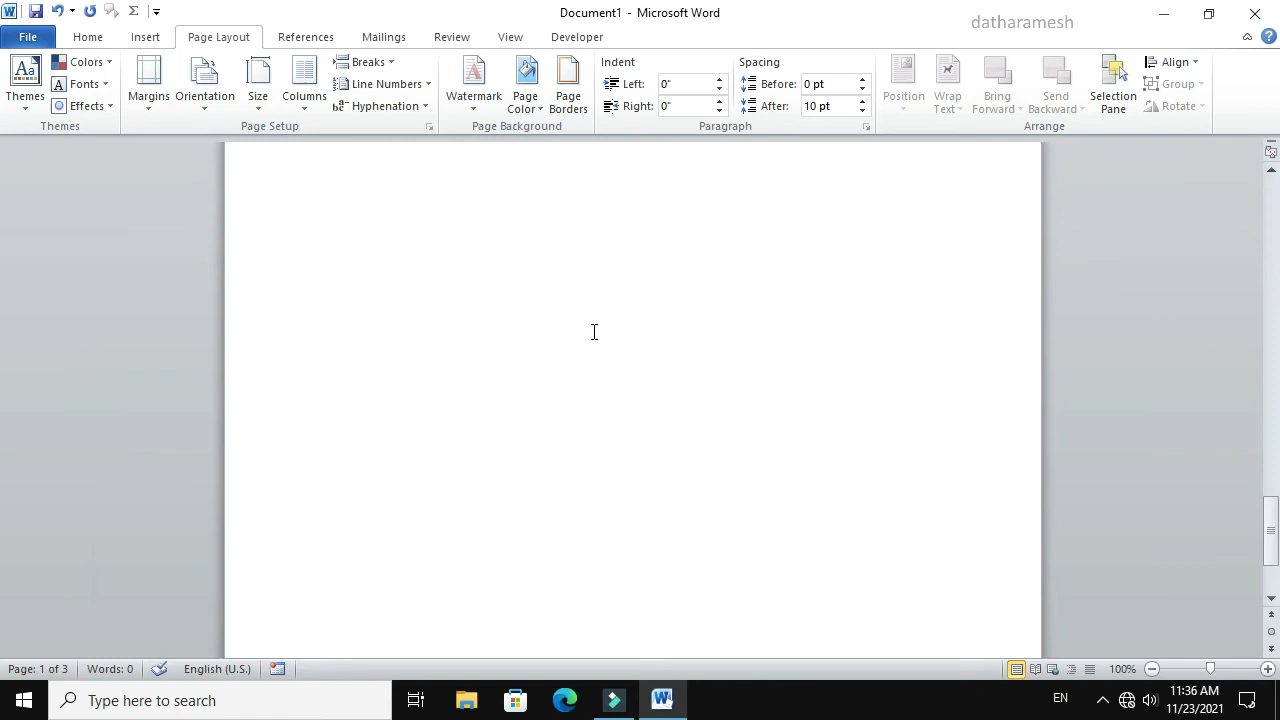 Document1 - Microsoft Word
datharamesh
File Home Insert Page Layout References Mailings Review View Developer
Themes
Colors
Fonts
Effects
Themes
Margins
Orientation
Size
Columns
Breaks
Line Numbers
Hyphenation
Page Setup
Watermark
Page Color
Page Borders
Page Background
Indent
Left: 0"
Right: 0"
Spacing
Before: 0 pt
After: 10 pt
Paragraph
Position
Wrap Text
Bring Forward
Send Backward
Selection Pane
Align
Group
Rotate
Arrange
Page: 1 of 3 Words: 0 English (U.S.) 100%
Type here to search
EN
11:36 AM
11/23/2021